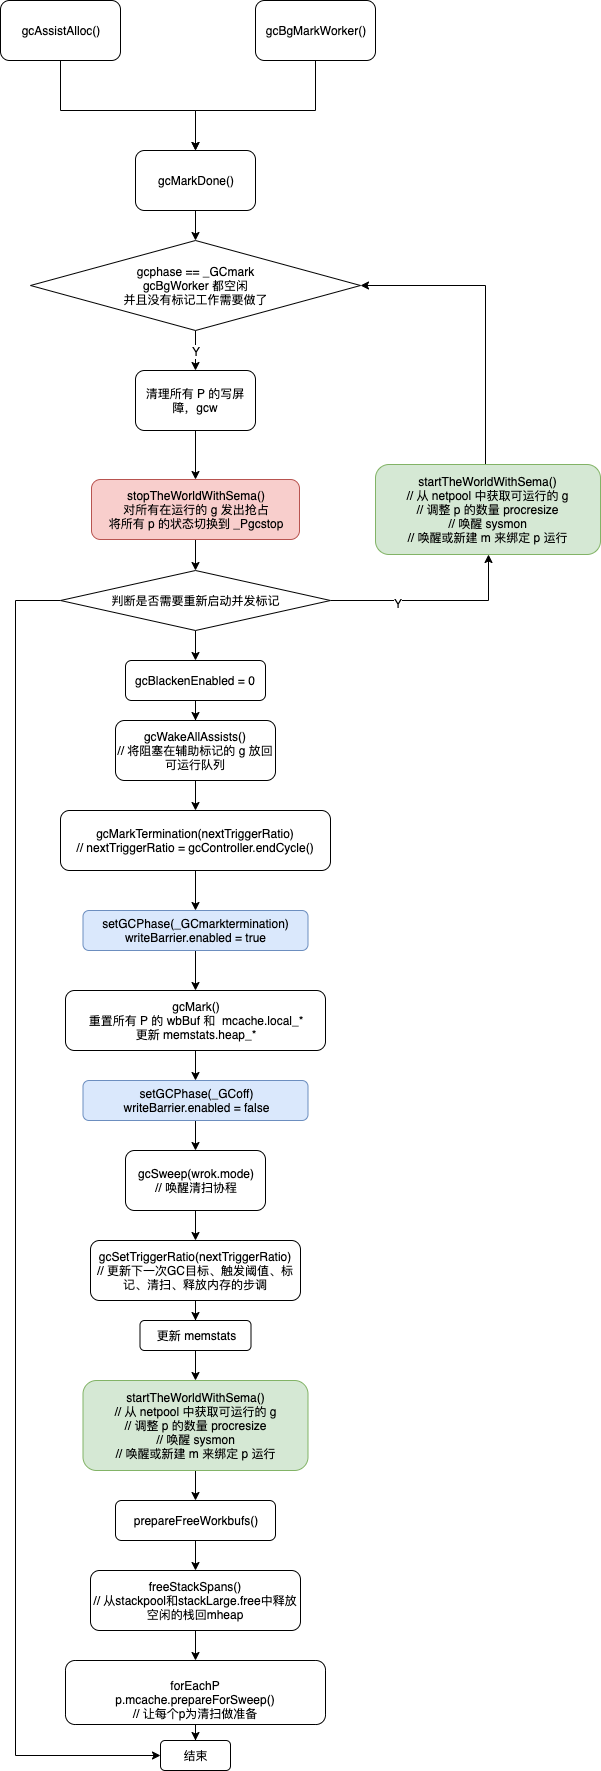 gcAssistAlloc()
gcBgMarkWorker()
gcMarkDone()
gcphase == _GCmark
gcBgWorker 都空闲
并且没有标记工作需要做了
Y
清理所有 P 的写屏
障，gcw
stopTheWorldWithSema()
对所有在运行的 g 发出抢占
将所有 p 的状态切换到 _Pgcstop
startTheWorldWithSema()
// 从 netpool 中获取可运行的 g
// 调整 p 的数量 procresize
// 唤醒 sysmon
// 唤醒或新建 m 来绑定 p 运行
判断是否需要重新启动并发标记
Y
gcBlackenEnabled = 0
gcWakeAllAssists()
// 将阻塞在辅助标记的 g 放回
可运行队列
gcMarkTermination(nextTriggerRatio)
// nextTriggerRatio = gcController.endCycle()
setGCPhase(_GCmarktermination)
writeBarrier.enabled = true
gcMark()
重置所有 P 的 wbBuf 和 mcache.local_*
更新 memstats.heap_*
setGCPhase(_GCoff)
writeBarrier.enabled = false
gcSweep(wrok.mode)
// 唤醒清扫协程
gcSetTriggerRatio(nextTriggerRatio)
// 更新下一次GC目标、触发阈值、标
记、清扫、释放内存的步调
更新 memstats
startTheWorldWithSema()
// 从 netpool 中获取可运行的 g
// 调整 p 的数量 procresize
// 唤醒 sysmon
// 唤醒或新建 m 来绑定 p 运行
prepareFreeWorkbufs()
freeStackSpans()
// 从stackpool和stackLarge.free中释放
空闲的栈回mheap
forEachP
p.mcache.prepareForSweep()
// 让每个p为清扫做准备
结束